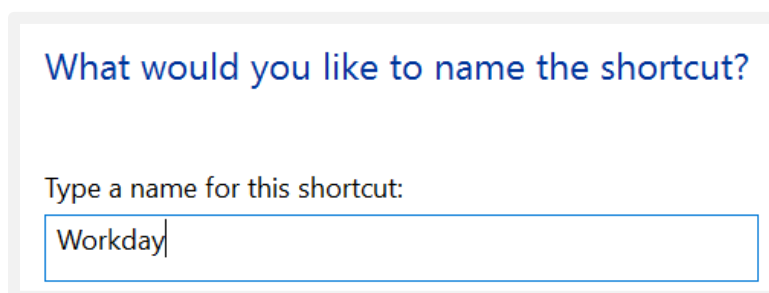 What would you like to name the shortcut?
Type a name for this shortcut:
Workday